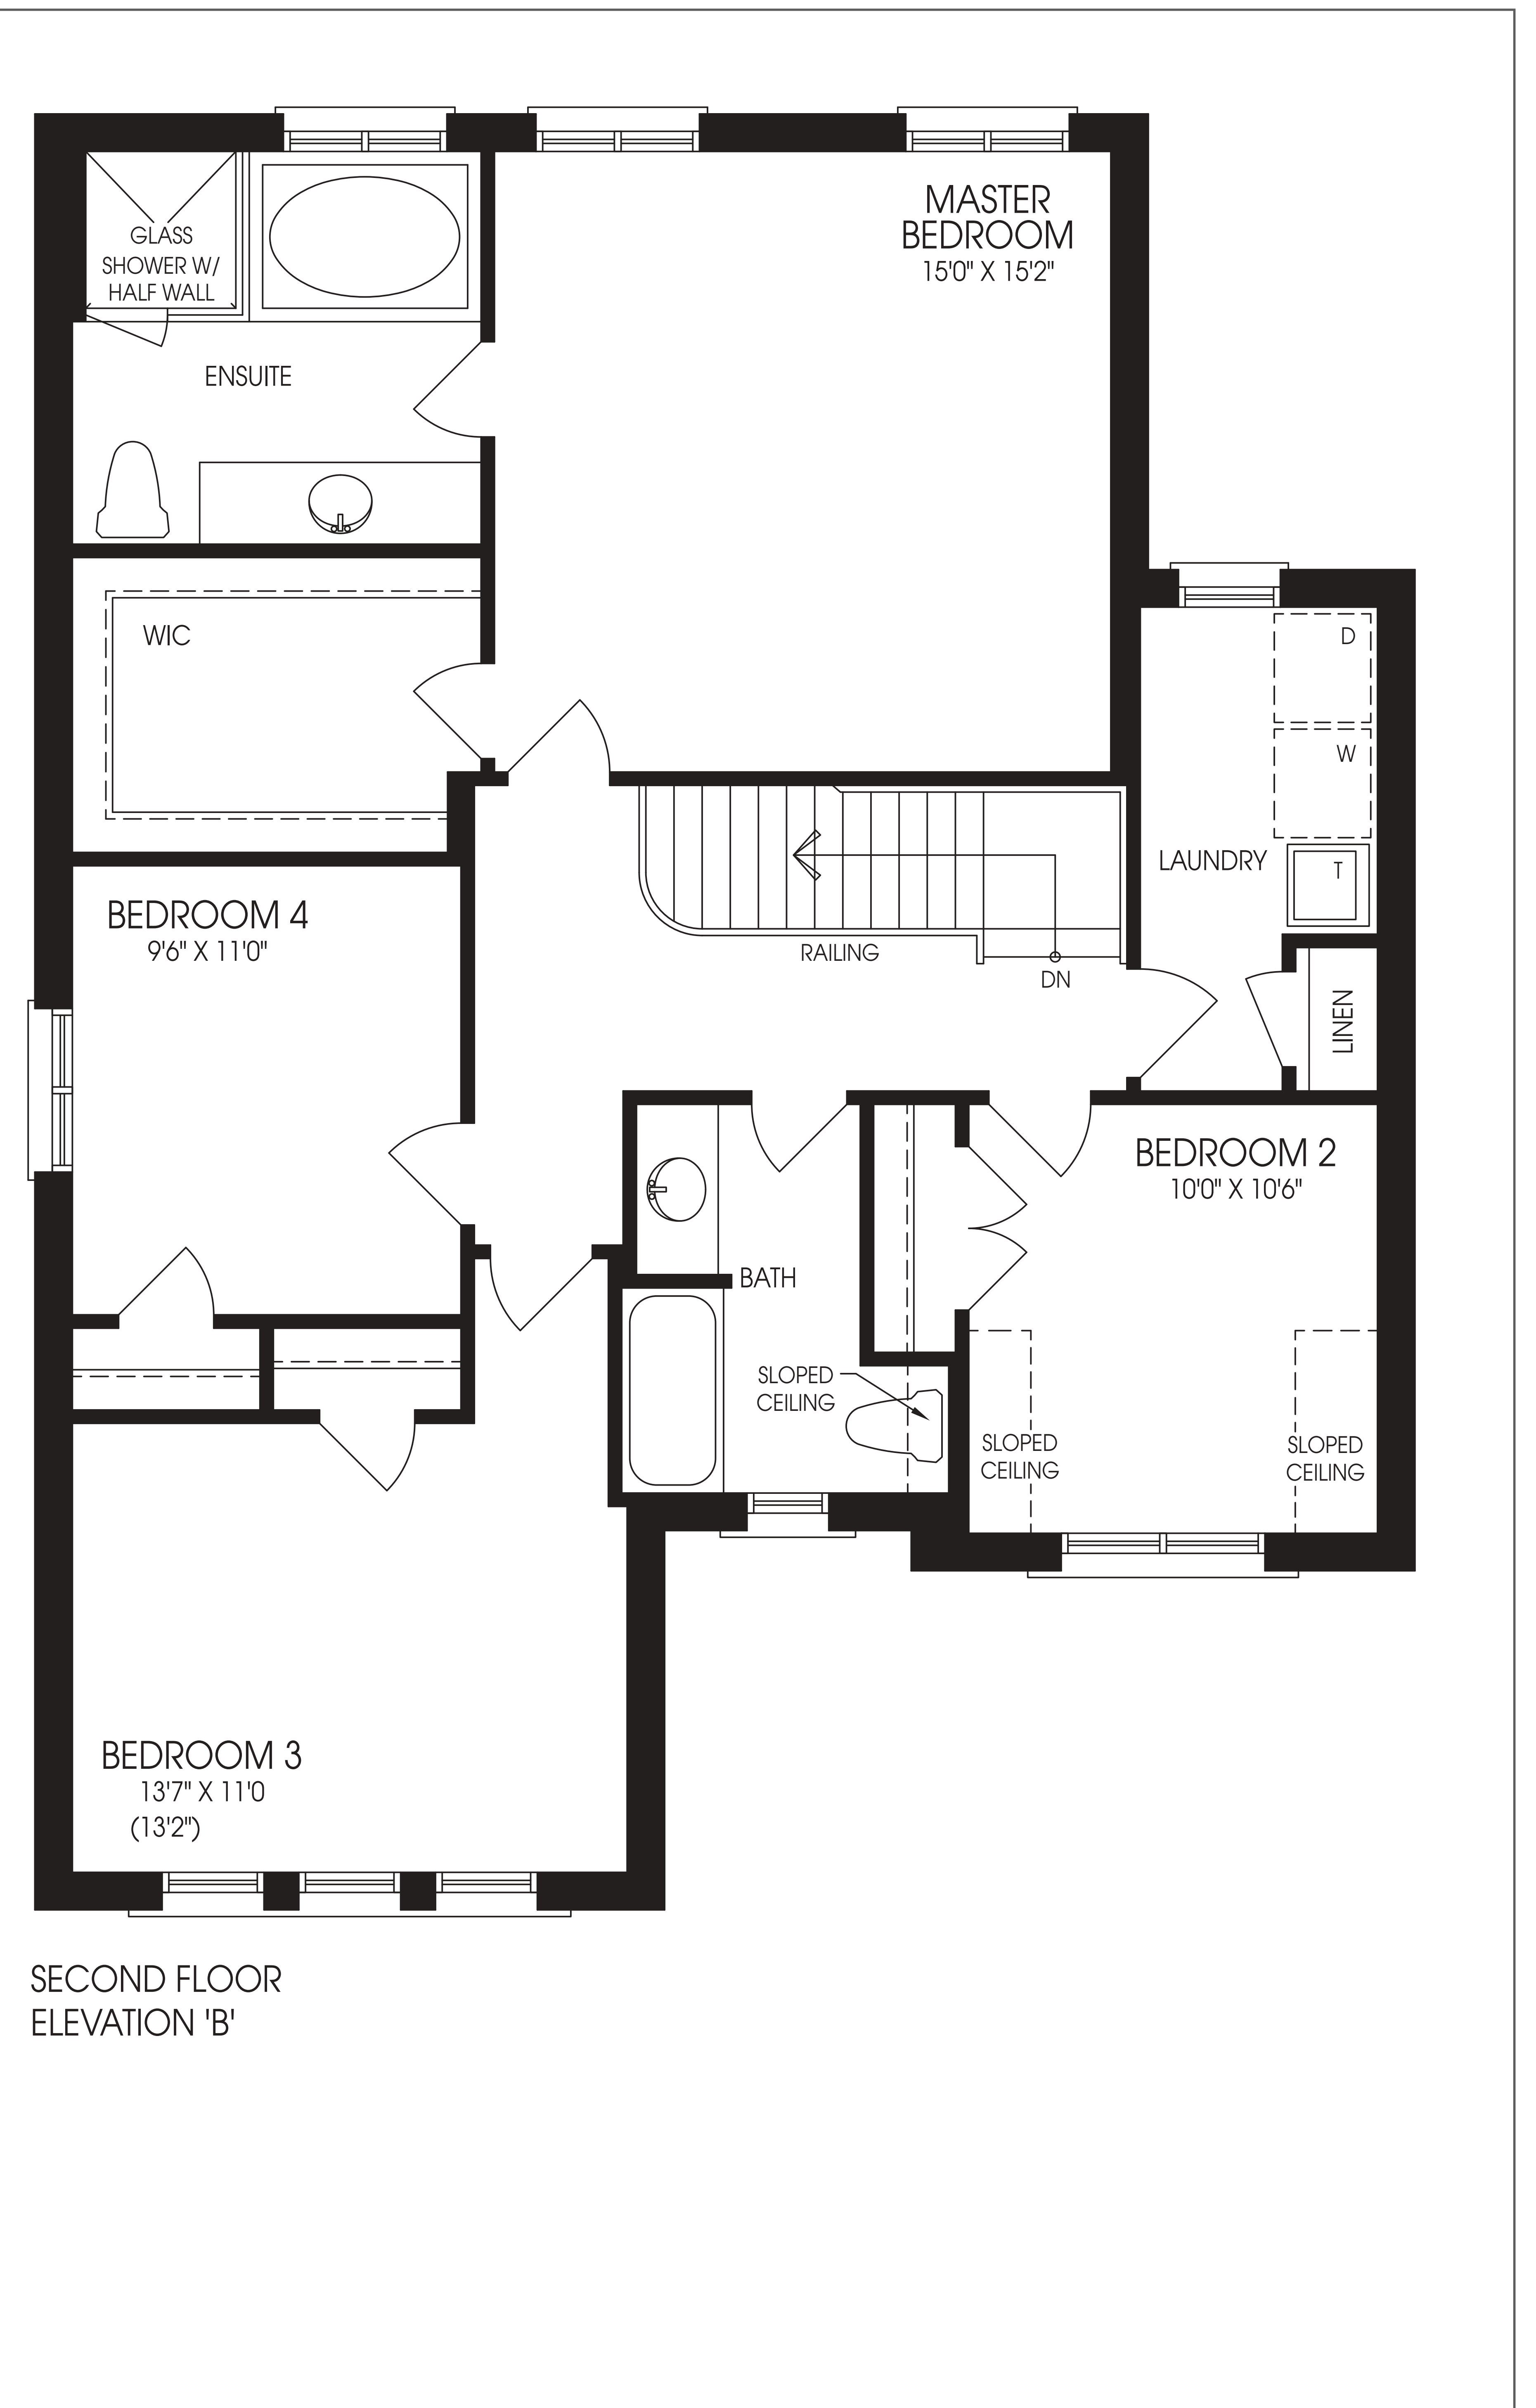 MASTER
BEDROOM
15'0" X 15'2"
GLASS
SHOWER W/
HALF WALL
ENSUITE
WIC
D
W
LAUNDRY
T
BEDROOM 4
9'6" X 11'0"
RAILING
DN
LINEN
BEDROOM 2
10'0" X 10'6"
BATH
SLOPED
CEILING
SLOPED
CEILING
SLOPED
CEILING
BEDROOM 3
13'7" X 11'0
(13'2")
SECOND FLOOR
ELEVATION 'B'